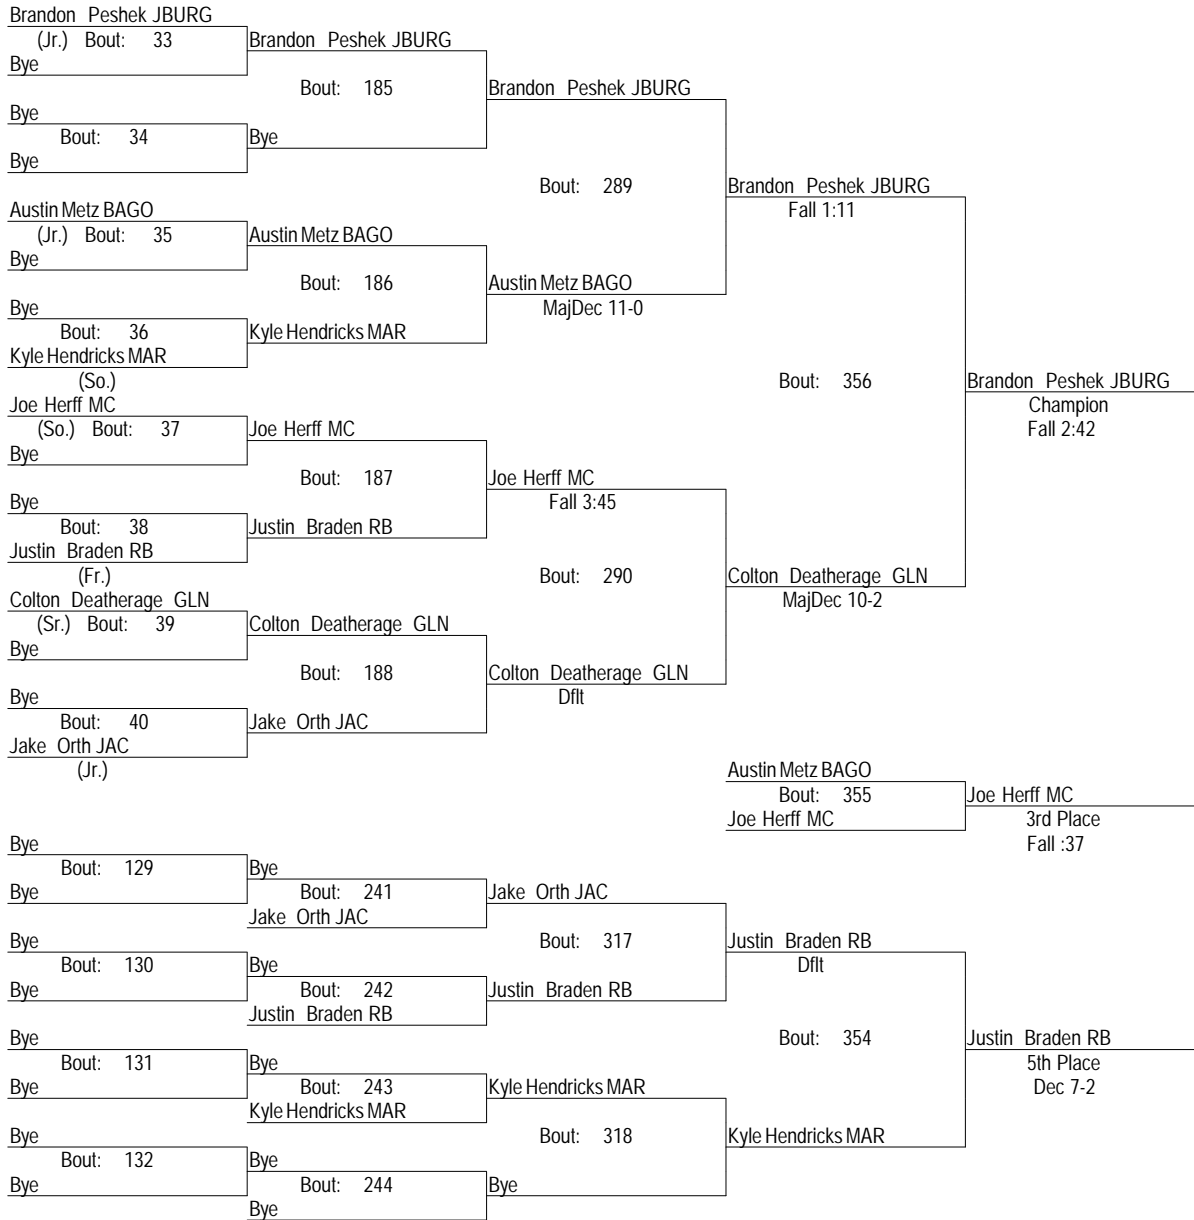 Brandon Peshek JBURG
(Jr.) Bout: 33
Brandon Peshek JBURG
Bye
Bout: 185
Brandon Peshek JBURG
Bye
Bout: 34
Bye
Bye
Bout: 289
Brandon Peshek JBURG
Fall 1:11
Austin Metz BAGO
(Jr.) Bout: 35
Austin Metz BAGO
Bye
Bout: 186
Austin Metz BAGO
MajDec 11-0
Bye
Bout: 36
Kyle Hendricks MAR
Kyle Hendricks MAR
(So.)
Bout: 356
Brandon Peshek JBURG
Champion
Fall 2:42
Joe Herff MC
(So.) Bout: 37
Joe Herff MC
Bye
Bout: 187
Joe Herff MC
Fall 3:45
Bye
Bout: 38
Justin Braden RB
Justin Braden RB
(Fr.)
Bout: 290
Colton Deatherage GLN
MajDec 10-2
Colton Deatherage GLN
(Sr.) Bout: 39
Colton Deatherage GLN
Bye
Bout: 188
Colton Deatherage GLN
Dflt
Bye
Bout: 40
Jake Orth JAC
Jake Orth JAC
(Jr.)
Austin Metz BAGO
Bout: 355
Joe Herff MC
Joe Herff MC
3rd Place
Fall :37
Bye
Bout: 129
Bye
Bye
Bout: 241
Jake Orth JAC
Jake Orth JAC
Bye
Bout: 317
Justin Braden RB
Dflt
Bout: 130
Bye
Bye
Bout: 242
Justin Braden RB
Justin Braden RB
Bye
Bout: 354
Justin Braden RB
5th Place
Dec 7-2
Bout: 131
Bye
Bye
Bout: 243
Kyle Hendricks MAR
Kyle Hendricks MAR
Bye
Bout: 318
Kyle Hendricks MAR
Bout: 132
Bye
Bye
Bout: 244
Bye
Bye